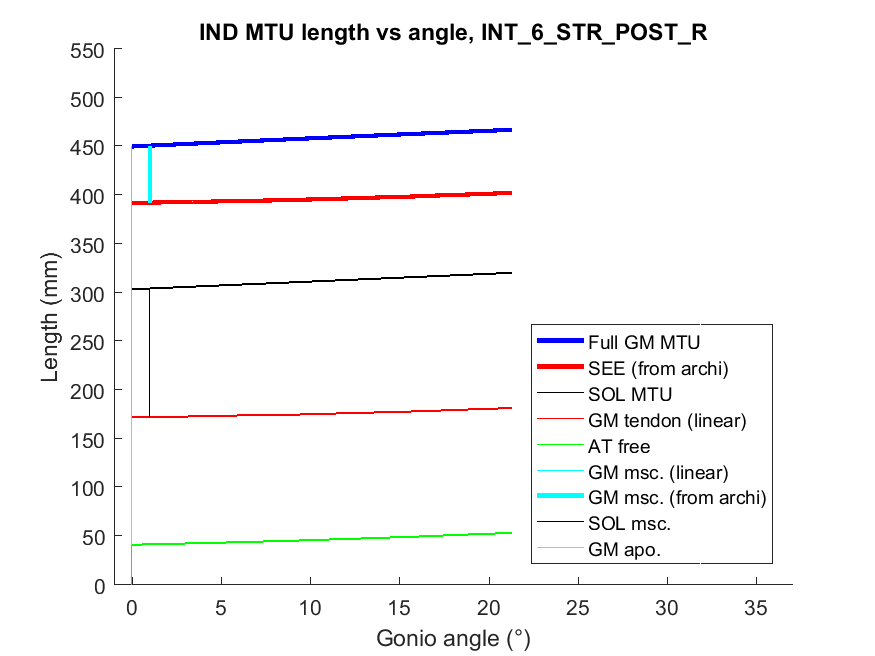 IND MTU length vs angle, INT_6_STR_POST_R
550
500
450
400
350
300
250
200
150
100
50
0
Length (mm)
0 5 10 15 20 25 30 35
Gonio angle (°)
Full GM MTU
SEE (from archi)
SOL MTU
GM tendon (linear)
AT free
GM msc. (linear)
GM msc. (from archi)
SOL msc.
GM apo.